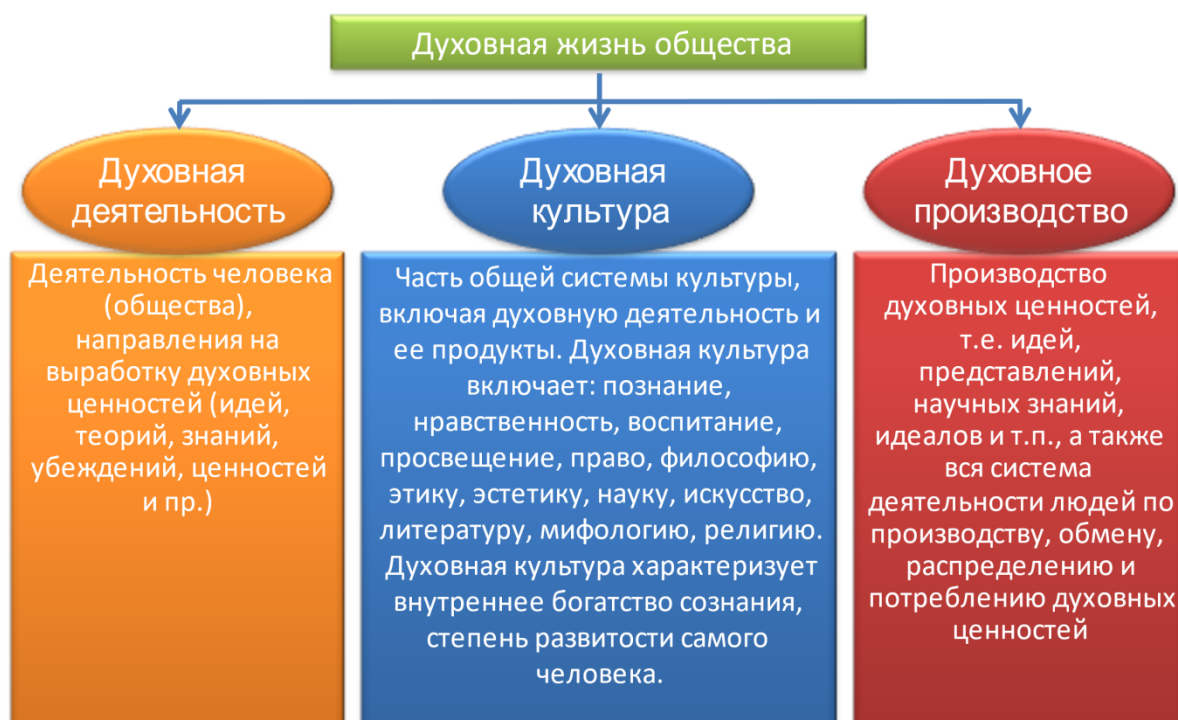 Духовная жизнь общества
Духовная
деятельность
Деятельность человека
(общества),
направления на
выработку духовных
ценностей (идей,
теорий, знаний,
убеждений, ценностей
и пр.)
Духовная
культура
Часть общей системы культуры,
включая духовную деятельность и
ее продукты. Духовная культура
включает: познание,
нравственность, воспитание,
просвещение, право, философию,
этику, эстетику, науку, искусство,
литературу, мифологию, религию.
Духовная культура характеризует
внутреннее богатство сознания,
степень развитости самого
человека.
Духовное
производство
Производство
духовных ценностей,
т.е. идей,
представлений,
научных знаний,
идеалов и т.п., а также
вся система
деятельности людей по
производству, обмену,
распределению и
потреблению духовных
ценностей